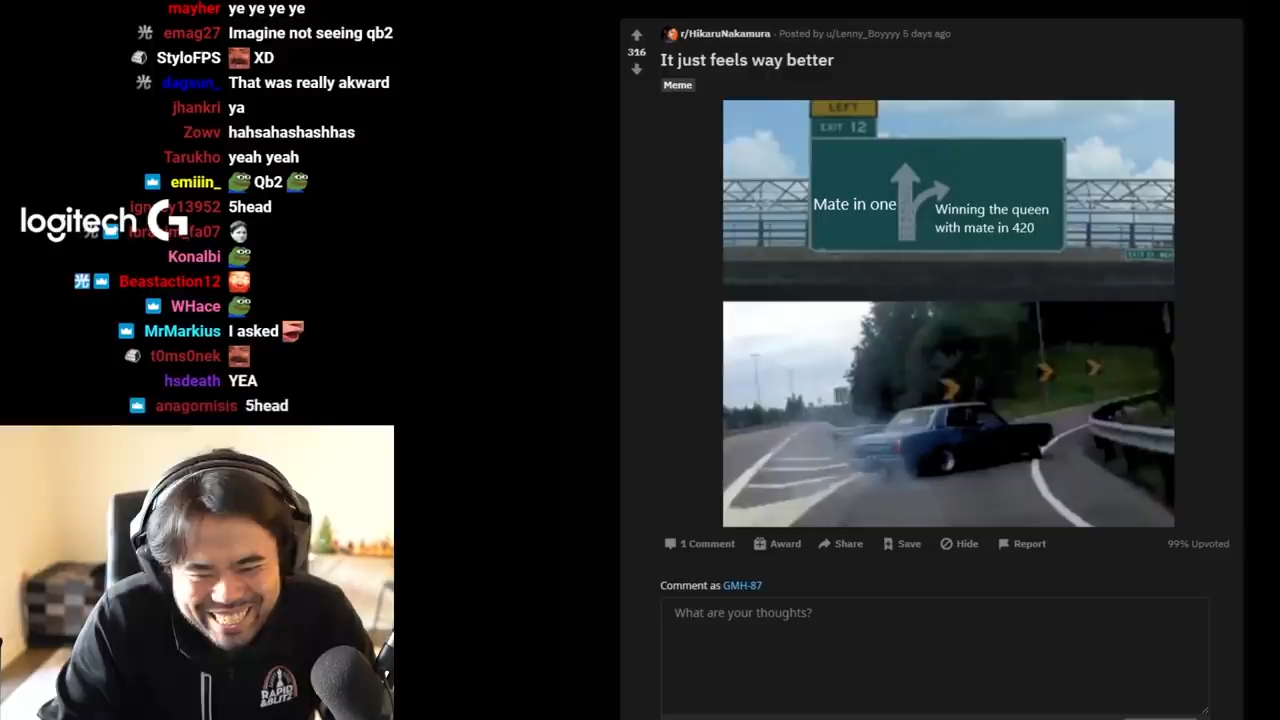 mayher ye ye ye ye
emag27 Imagine not seeing qb2
StyloFPS XD
dagsun_ That was really akward
jhankri ya
Zowv hahsahashashhas
Tarukho yeah yeah
emiiin_ Qb2
13952 5head
logitech G
fa07
Konalbi
Beastaction12
WHace
MrMarkius I asked
t0ms0nek
hsdeath YEA
anagornisis 5head
RAPID
&BLITZ
316
r/HikaruNakamura · Posted by u/Lenny_Boyyyy 5 days ago
It just feels way better
Meme
LEFT
EXIT 12
Mate in one
Winning the queen
with mate in 420
1 Comment Award Share Save Hide Report 99% Upvoted
Comment as GMH-87
What are your thoughts?